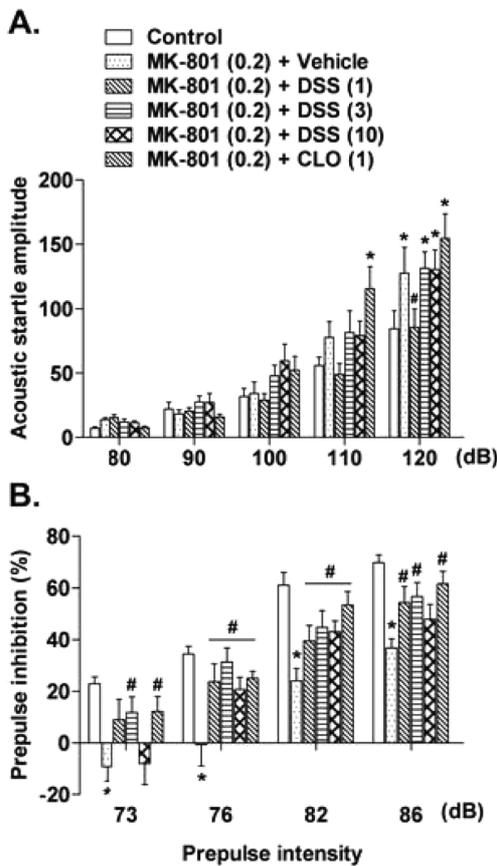 A.
Control
MK-801 (0.2) + Vehicle
MK-801 (0.2) + DSS (1)
MK-801 (0.2) + DSS (3)
MK-801 (0.2) + DSS (10)
MK-801 (0.2) + CLO (1)
Acoustic startle amplitude
200
150
100
50
0
* * # * * *
80 90 100 110 120 (dB)
B.
Prepulse inhibition (%)
80
60
40
20
0
-20
* # # * # * # * # # #
73 76 82 86 (dB)
Prepulse intensity